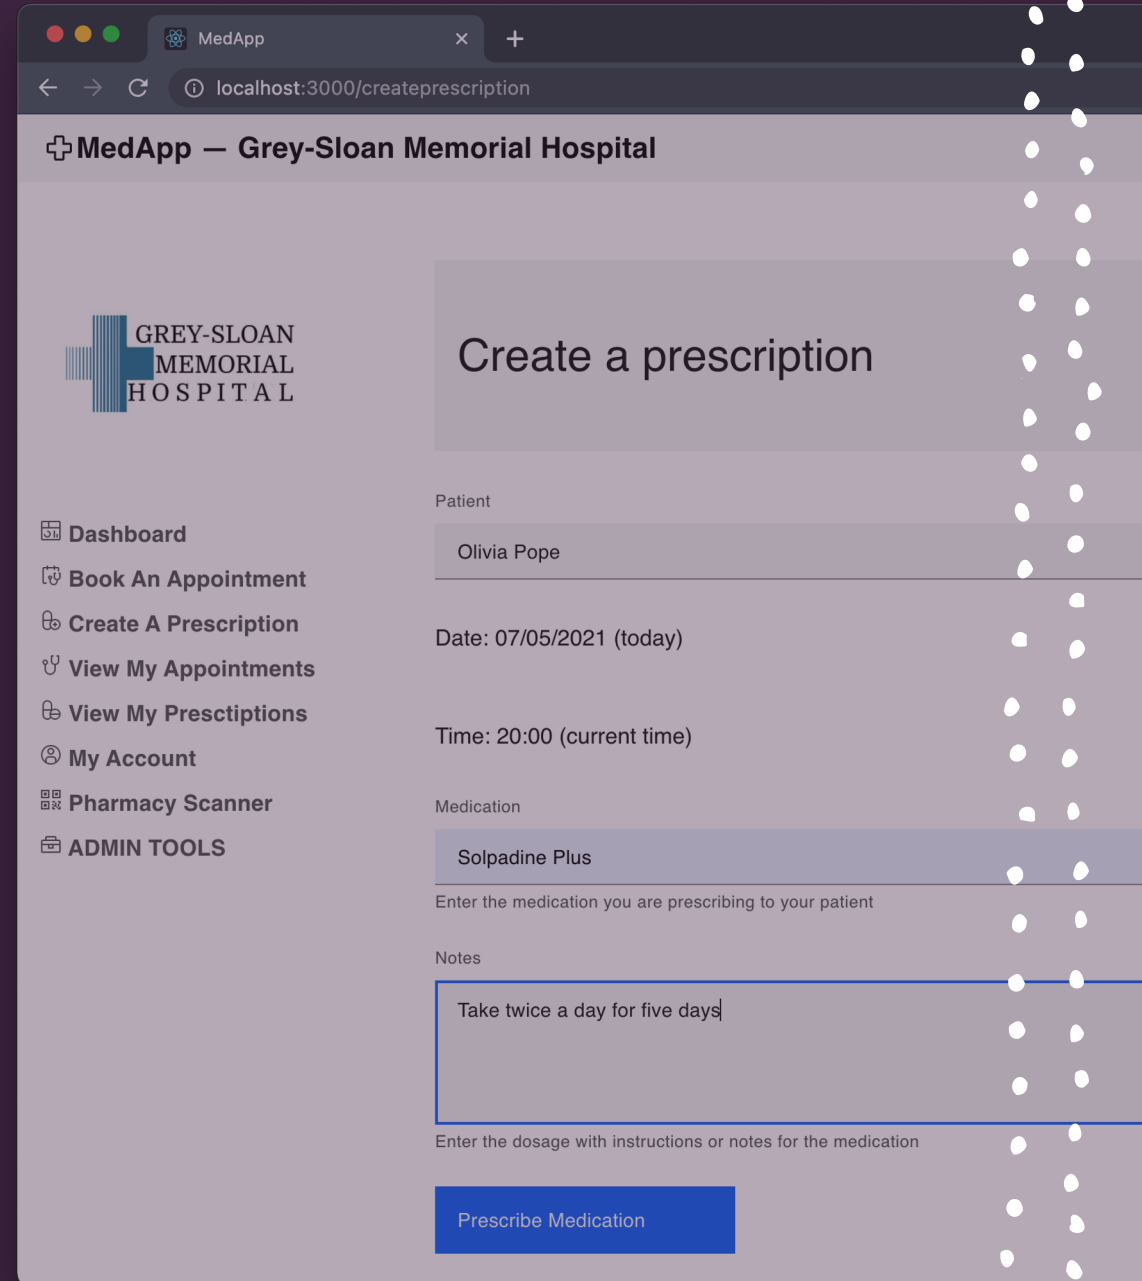 MedApp
localhost:3000/createprescription
MedApp — Grey-Sloan Memorial Hospital
GREY-SLOAN
MEMORIAL
HOSPITAL
Dashboard
Book An Appointment
Create A Prescription
View My Appointments
View My Presctiptions
My Account
Pharmacy Scanner
ADMIN TOOLS
Create a prescription
Patient
Olivia Pope
Date: 07/05/2021 (today)
Time: 20:00 (current time)
Medication
Solpadine Plus
Enter the medication you are prescribing to your patient
Notes
Take twice a day for five days
Enter the dosage with instructions or notes for the medication
Prescribe Medication